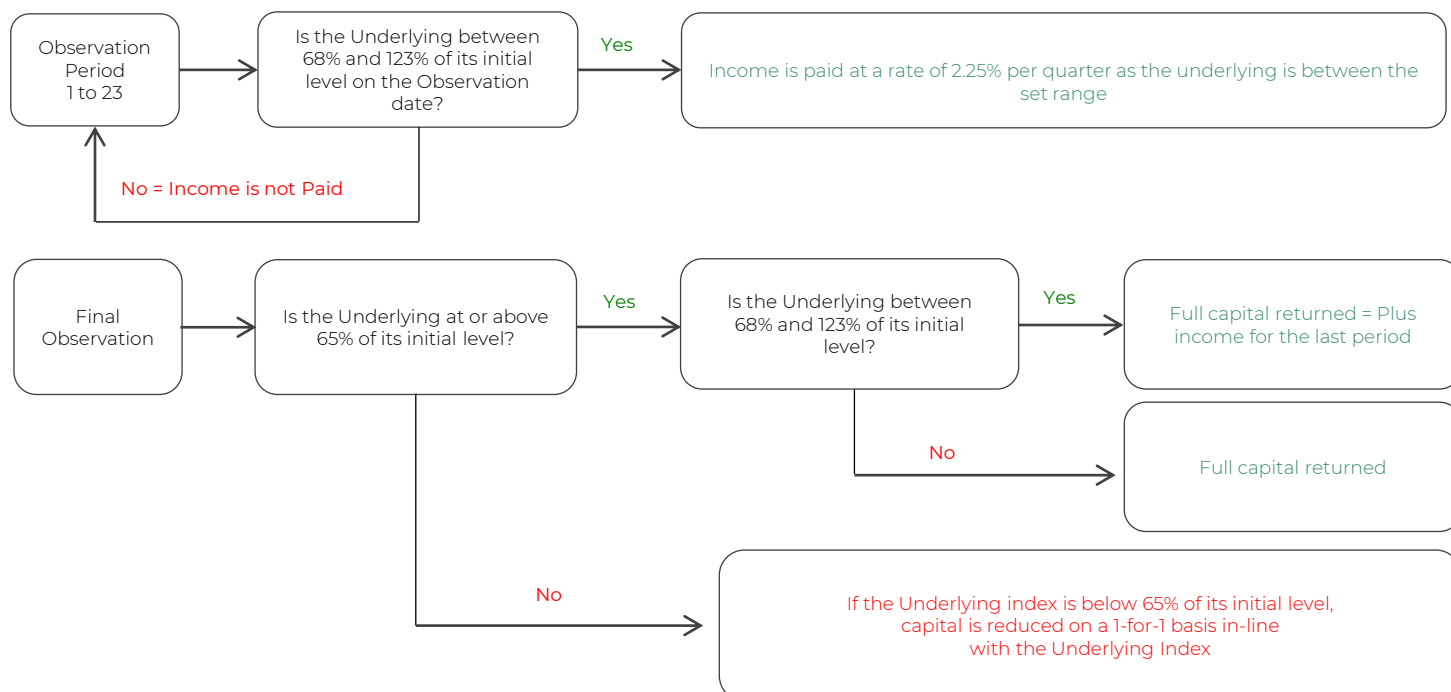 Observation
Period
1 to 23
Is the Underlying between
68% and 123% of its initial
level on the Observation
date?
Yes
Income is paid at a rate of 2.25% per quarter as the underlying is between the
set range
No = Income is not Paid
Final
Observation
Is the Underlying at or above
65% of its initial level?
Yes
Is the Underlying between
68% and 123% of its initial
level?
Yes
Full capital returned = Plus
income for the last period
No
Full capital returned
No
If the Underlying index is below 65% of its initial level,
capital is reduced on a 1-for-1 basis in-line
with the Underlying Index